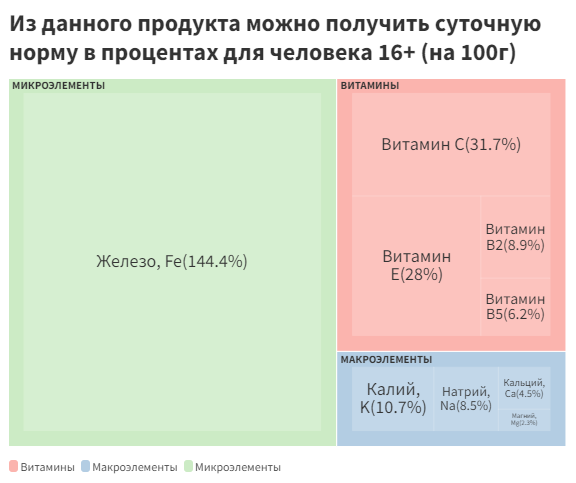 Из данного продукта можно получить суточную
норму в процентах для человека 16+ (на 100г)
МИКРОЭЛЕМЕНТЫ
Железо, Fe(144.4%)
ВИТАМИНЫ
Витамин C(31.7%)
Витамин
E(28%)
Витамин
B2(8.9%)
Витамин
B5(6.2%)
МАКРОЭЛЕМЕНТЫ
Калий,
K(10.7%)
Натрий,
Na(8.5%)
Кальций,
Ca(4.5%)
Магний,
Mg(2.3%)
Витамины Макроэлементы Микроэлементы